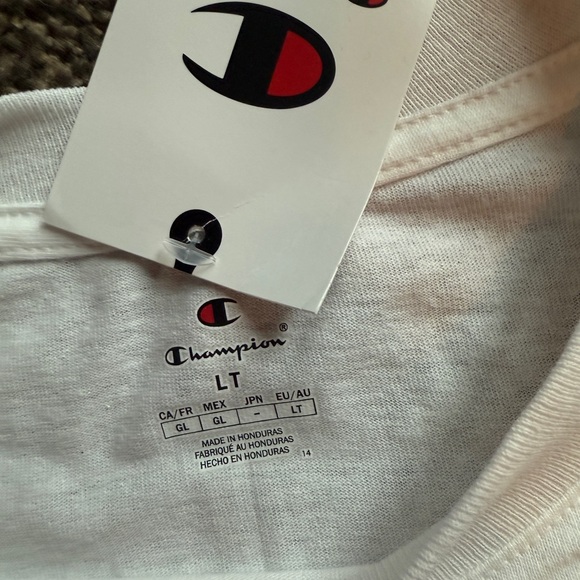 Champion®
LT
CA/FR MEX JPN EU/AU
GL GL – LT
MADE IN HONDURAS
FABRIQUÉ AU HONDURAS
HECHO EN HONDURAS 14